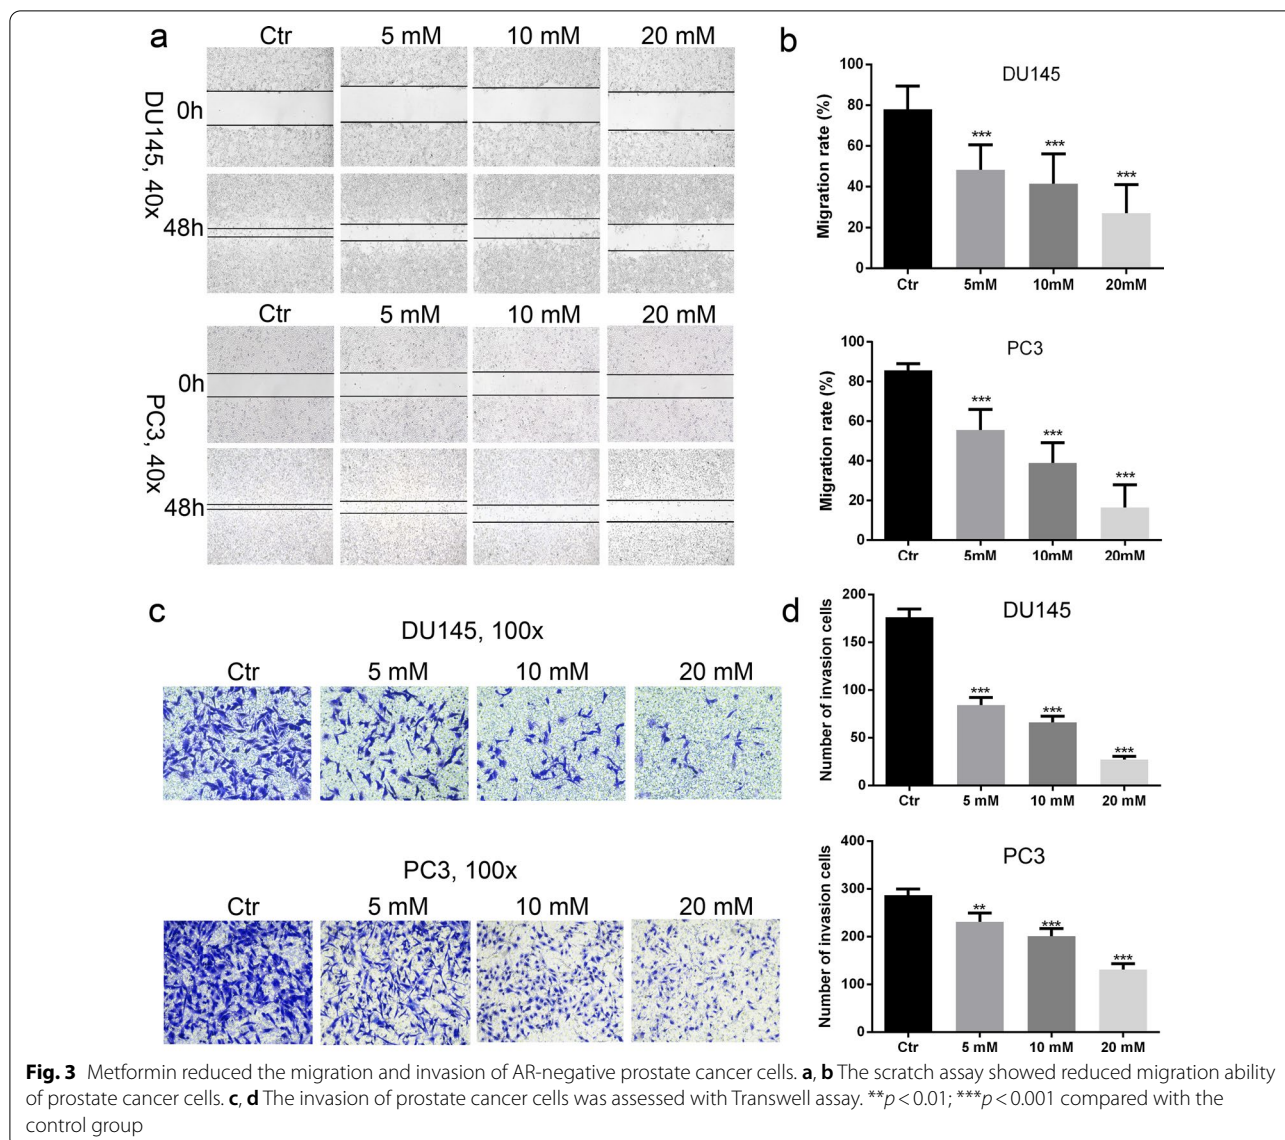 a
Ctr 5 mM 10 mM 20 mM
DU145, 40x
0h
48h
Ctr 5 mM 10 mM 20 mM
PC3, 40x
0h
48h
b
DU145
Migration rate (%)
100
80
60
40
20
0
*** *** ***
Ctr 5mM 10mM 20mM
PC3
Migration rate (%)
100
80
60
40
20
0
*** *** ***
Ctr 5mM 10mM 20mM
c
DU145, 100x
Ctr 5 mM 10 mM 20 mM
PC3, 100x
Ctr 5 mM 10 mM 20 mM
d
DU145
Number of invasion cells
200
150
100
50
0
*** *** ***
Ctr 5 mM 10 mM 20 mM
PC3
Number of invasion cells
400
300
200
100
0
** *** ***
Ctr 5 mM 10 mM 20 mM
Fig. 3 Metformin reduced the migration and invasion of AR-negative prostate cancer cells. a, b The scratch assay showed reduced migration ability
of prostate cancer cells. c, d The invasion of prostate cancer cells was assessed with Transwell assay. **p < 0.01; ***p < 0.001 compared with the
control group